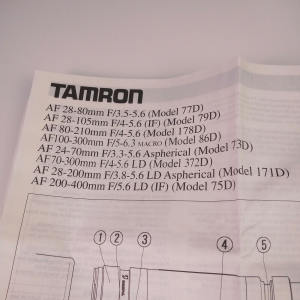 TAMRON
AF 28-80mm F/3.5-5.6 (Model 77D)
AF 28-105mm F/4-5.6 (IF) (Model 79D)
AF 80-210mm F/4-5.6 (Model 178D)
AF100-300mm F/5-6.3 MACRO (Model 86D)
AF 24-70mm F/3.3-5.6 Aspherical (Model 73D)
AF70-300mm F/4-5.6 LD (Model 372D)
AF 28-200mm F/3.8-5.6 LD Aspherical (Model 171D)
AF 200-400mm F/5.6 LD (IF) (Model 75D)
① ② ③ ④ ⑤
TAMRON